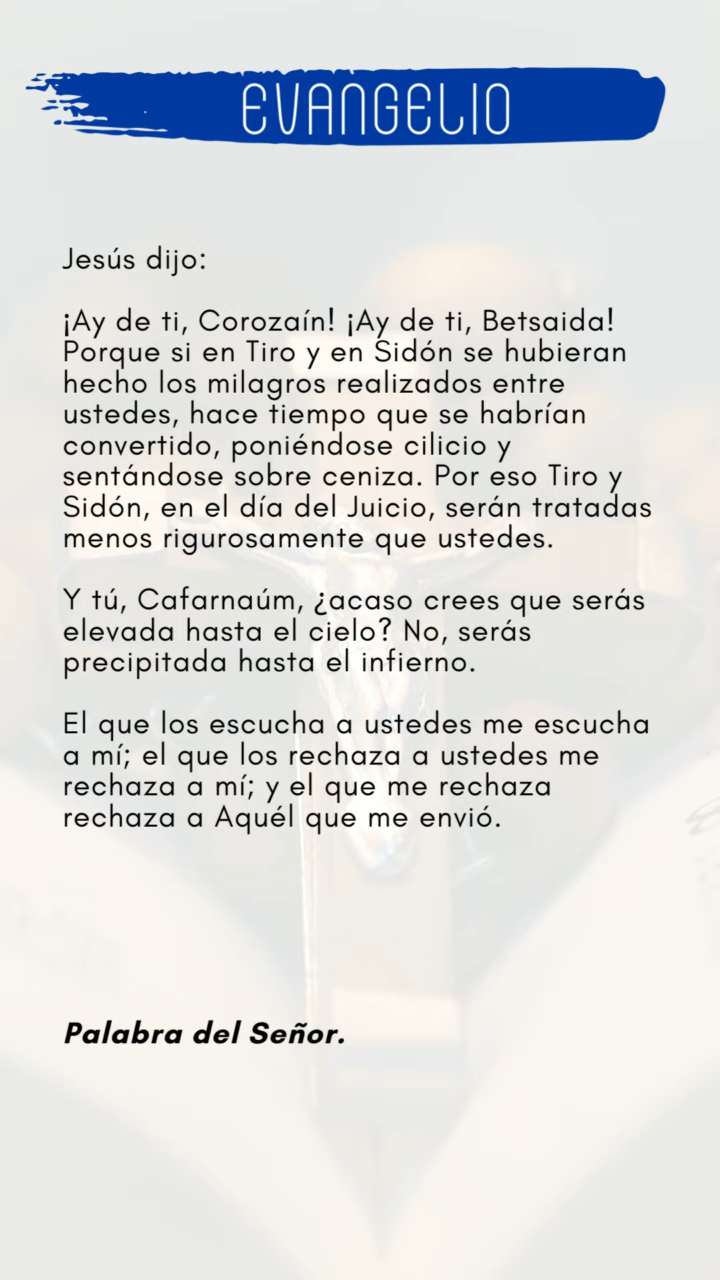 EVANGELIO
Jesús dijo:
¡Ay de ti, Corozaín! ¡Ay de ti, Betsaida!
Porque si en Tiro y en Sidón se hubieran
hecho los milagros realizados entre
ustedes, hace tiempo que se habrían
convertido, poniéndose cilicio y
sentándose sobre ceniza. Por eso Tiro y
Sidón, en el día del Juicio, serán tratadas
menos rigurosamente que ustedes.
Y tú, Cafarnaúm, ¿acaso crees que serás
elevada hasta el cielo? No, serás
precipitada hasta el infierno.
El que los escucha a ustedes me escucha
a mí; el que los rechaza a ustedes me
rechaza a mí; y el que me rechaza
rechaza a Aquél que me envió.
Palabra del Señor.